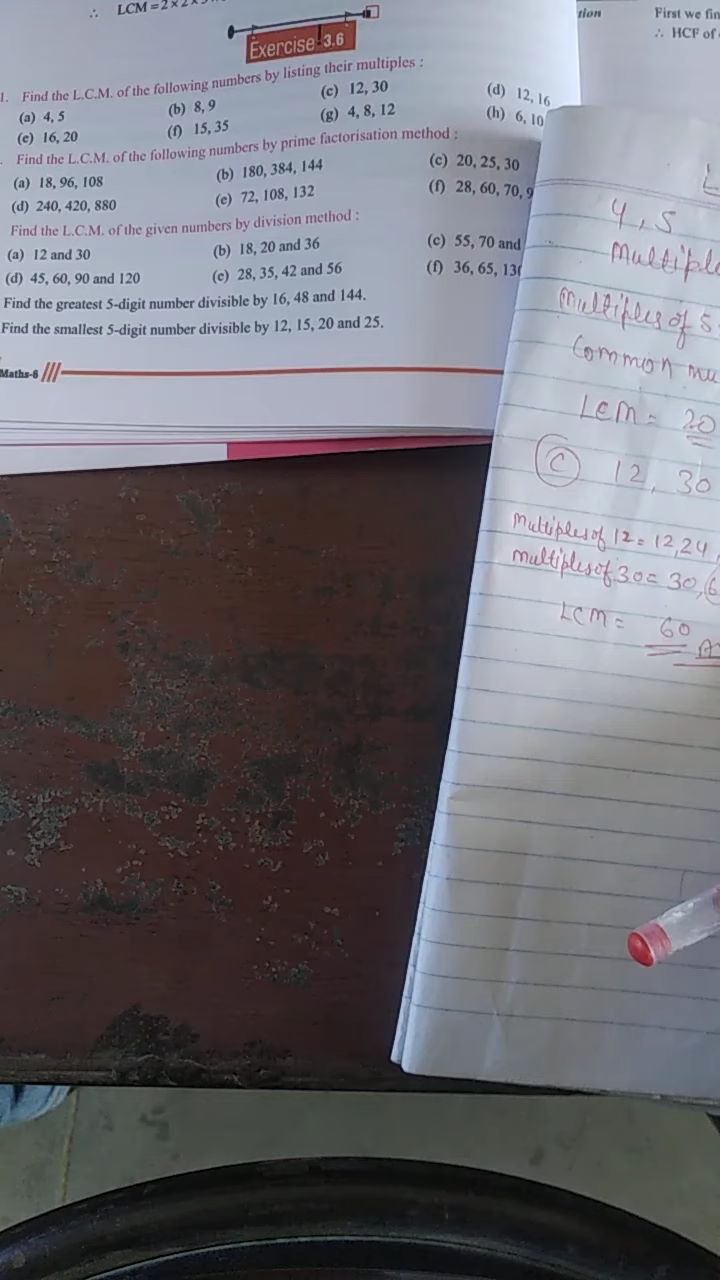 ∴ LCM = 2 × 2 ×
Exercise 3.6
1. Find the L.C.M. of the following numbers by listing their multiples :
(a) 4, 5 (b) 8, 9 (c) 12, 30 (d) 12, 16
(e) 16, 20 (f) 15, 35 (g) 4, 8, 12 (h) 6, 10
. Find the L.C.M. of the following numbers by prime factorisation method :
(a) 18, 96, 108 (b) 180, 384, 144 (c) 20, 25, 30
(d) 240, 420, 880 (e) 72, 108, 132 (f) 28, 60, 70, 9
Find the L.C.M. of the given numbers by division method :
(a) 12 and 30 (b) 18, 20 and 36 (c) 55, 70 and
(d) 45, 60, 90 and 120 (e) 28, 35, 42 and 56 (f) 36, 65, 13
Find the greatest 5-digit number divisible by 16, 48 and 144.
Find the smallest 5-digit number divisible by 12, 15, 20 and 25.
Maths-6
tion First we fin
∴ HCF of
L
4, 5
Multiple
Multiples of 5
Common mu
LCM = 20
(C) 12, 30
Multiples of 12 = 12, 24,
Multiples of 30 = 30, 6
LCM = 60 A